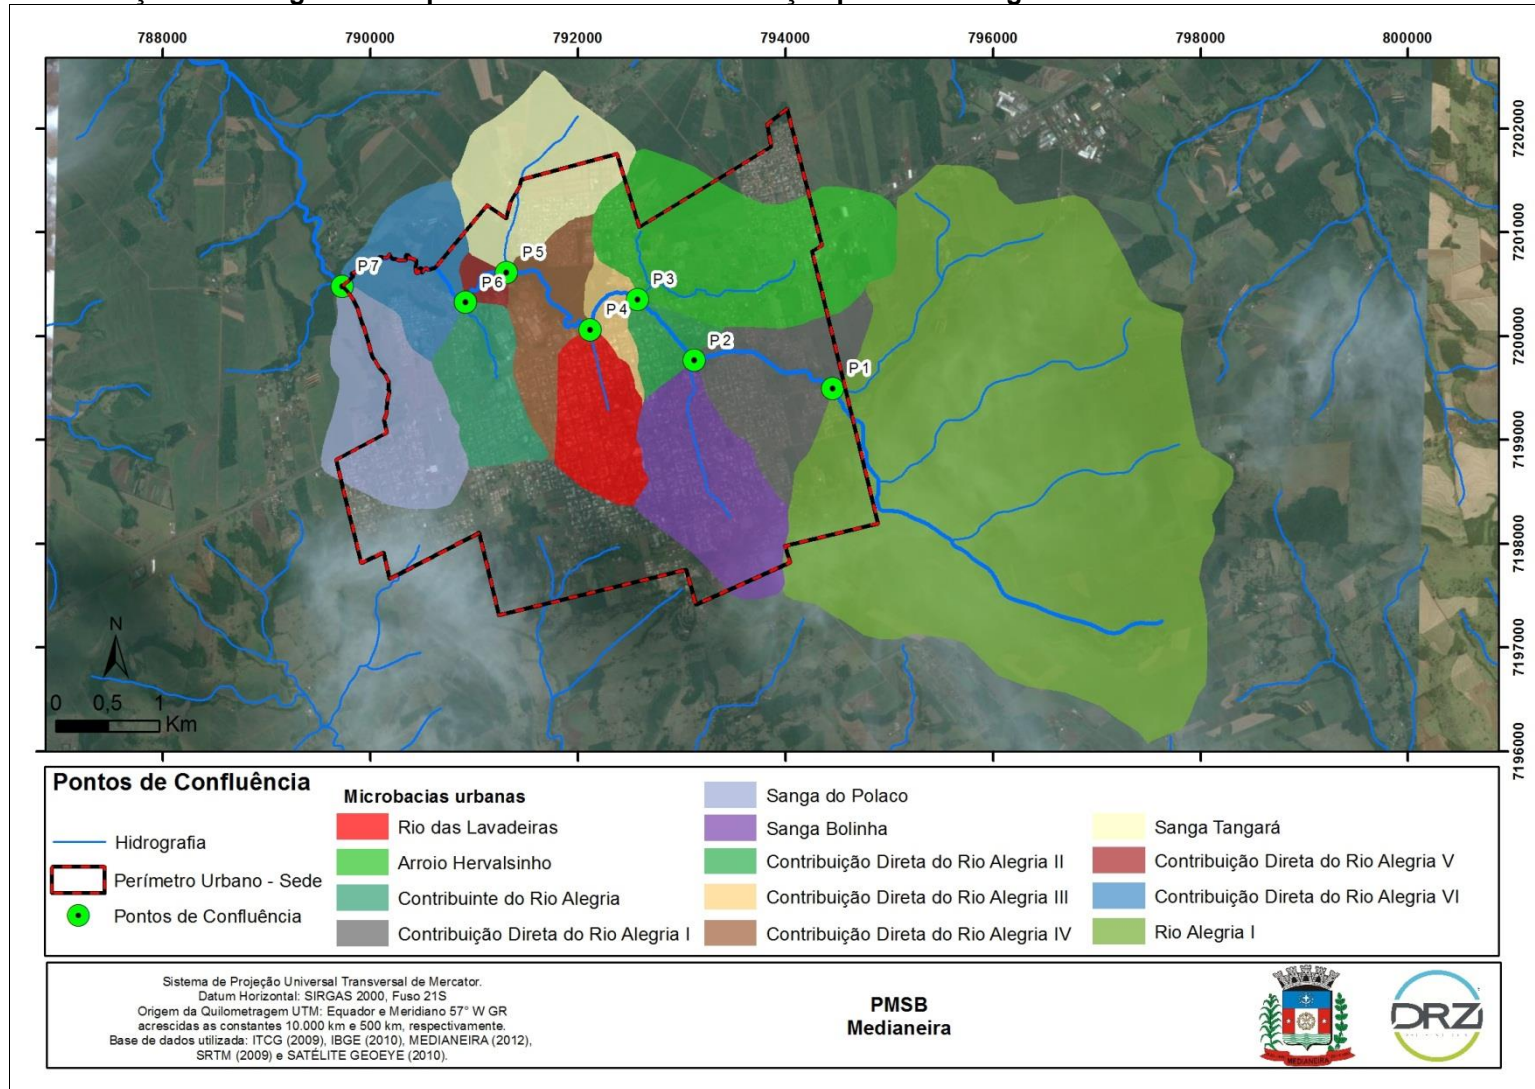 788000
790000
792000
794000
796000
798000
800000
7202000
7201000
7200000
7199000
7198000
7197000
7196000
P7
P6
P5
P4
P3
P2
P1
N
0 0,5 1
Km
Pontos de Confluência
Hidrografia
Perímetro Urbano - Sede
Pontos de Confluência
Microbacias urbanas
Rio das Lavadeiras
Arroio Hervalsinho
Contribuinte do Rio Alegria
Contribuição Direta do Rio Alegria I
Sanga do Polaco
Sanga Bolinha
Contribuição Direta do Rio Alegria II
Contribuição Direta do Rio Alegria III
Contribuição Direta do Rio Alegria IV
Sanga Tangará
Contribuição Direta do Rio Alegria V
Contribuição Direta do Rio Alegria VI
Rio Alegria I
Sistema de Projeção Universal Transversal de Mercator.
Datum Horizontal: SIRGAS 2000, Fuso 21S
Origem da Quilometragem UTM: Equador e Meridiano 57° W GR
acrescidas as constantes 10.000 km e 500 km, respectivamente.
Base de dados utilizada: ITCG (2009), IBGE (2010), MEDIANEIRA (2012),
SRTM (2009) e SATÉLITE GEOEYE (2010).
PMSB
Medianeira
MEDIANEIRA
DRZ